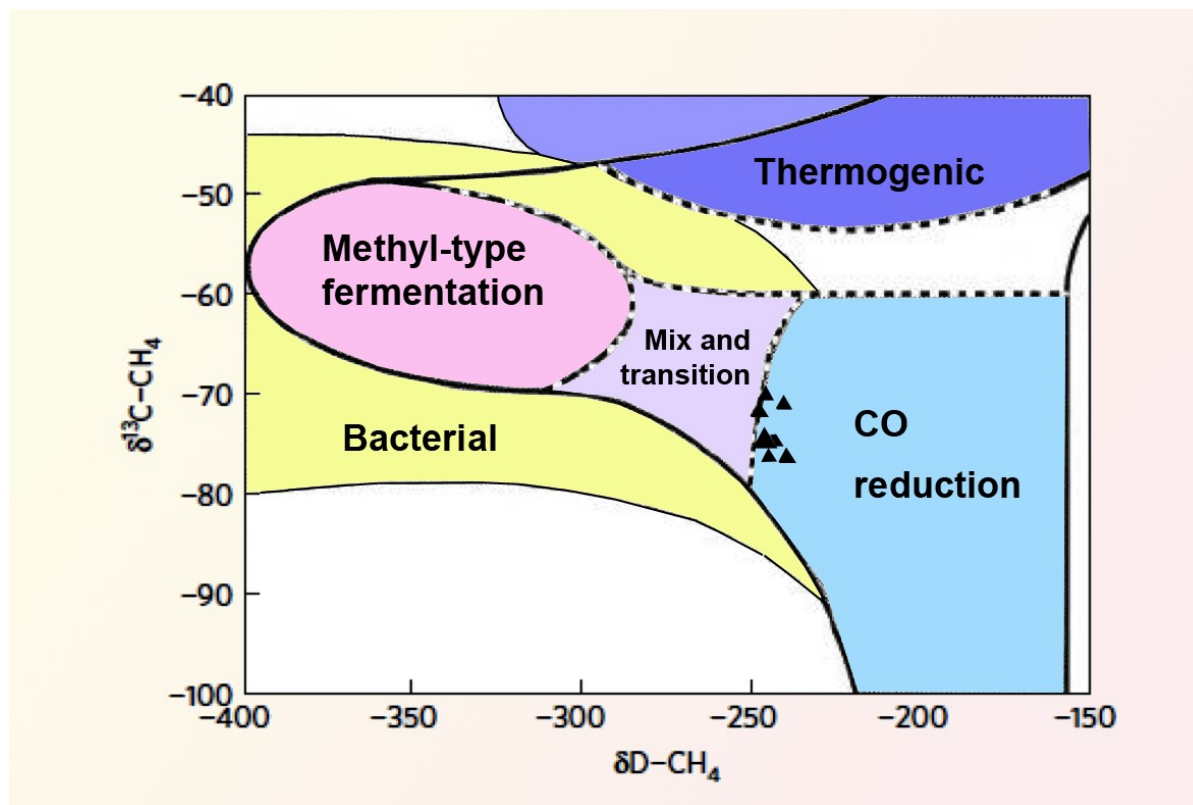 −40
−50
−60
−70
−80
−90
−100
δ¹³C−CH₄
Thermogenic
Methyl-type
fermentation
Mix and
transition
Bacterial
CO
reduction
−400
−350
−300
−250
−200
−150
δD−CH₄